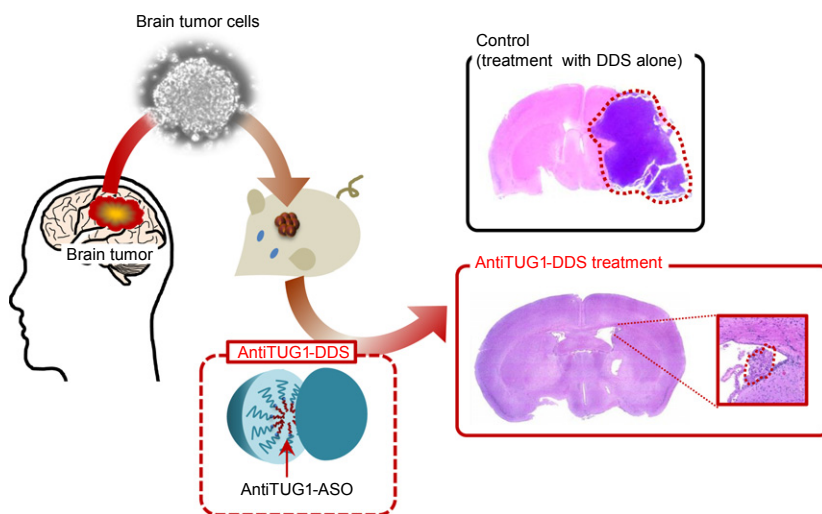 Brain tumor cells
Brain tumor
Control
(treatment with DDS alone)
AntiTUG1-DDS treatment
AntiTUG1-DDS
AntiTUG1-ASO